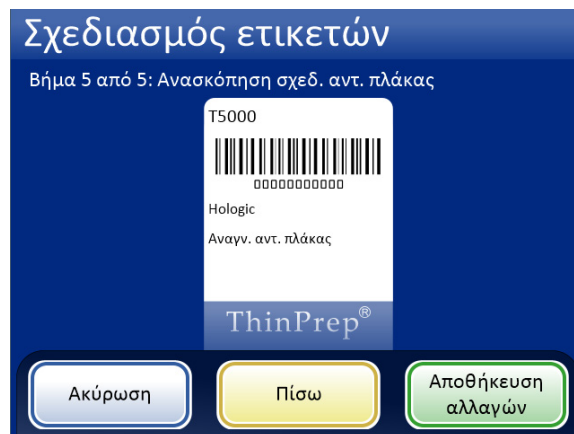 Σχεδιασμός ετικετών
Βήμα 5 από 5: Ανασκόπηση σχεδ. αντ. πλάκας
T5000
00000000000
Hologic
Αναγν. αντ. πλάκας
ThinPrep®
Ακύρωση
Πίσω
Αποθήκευση
αλλαγών